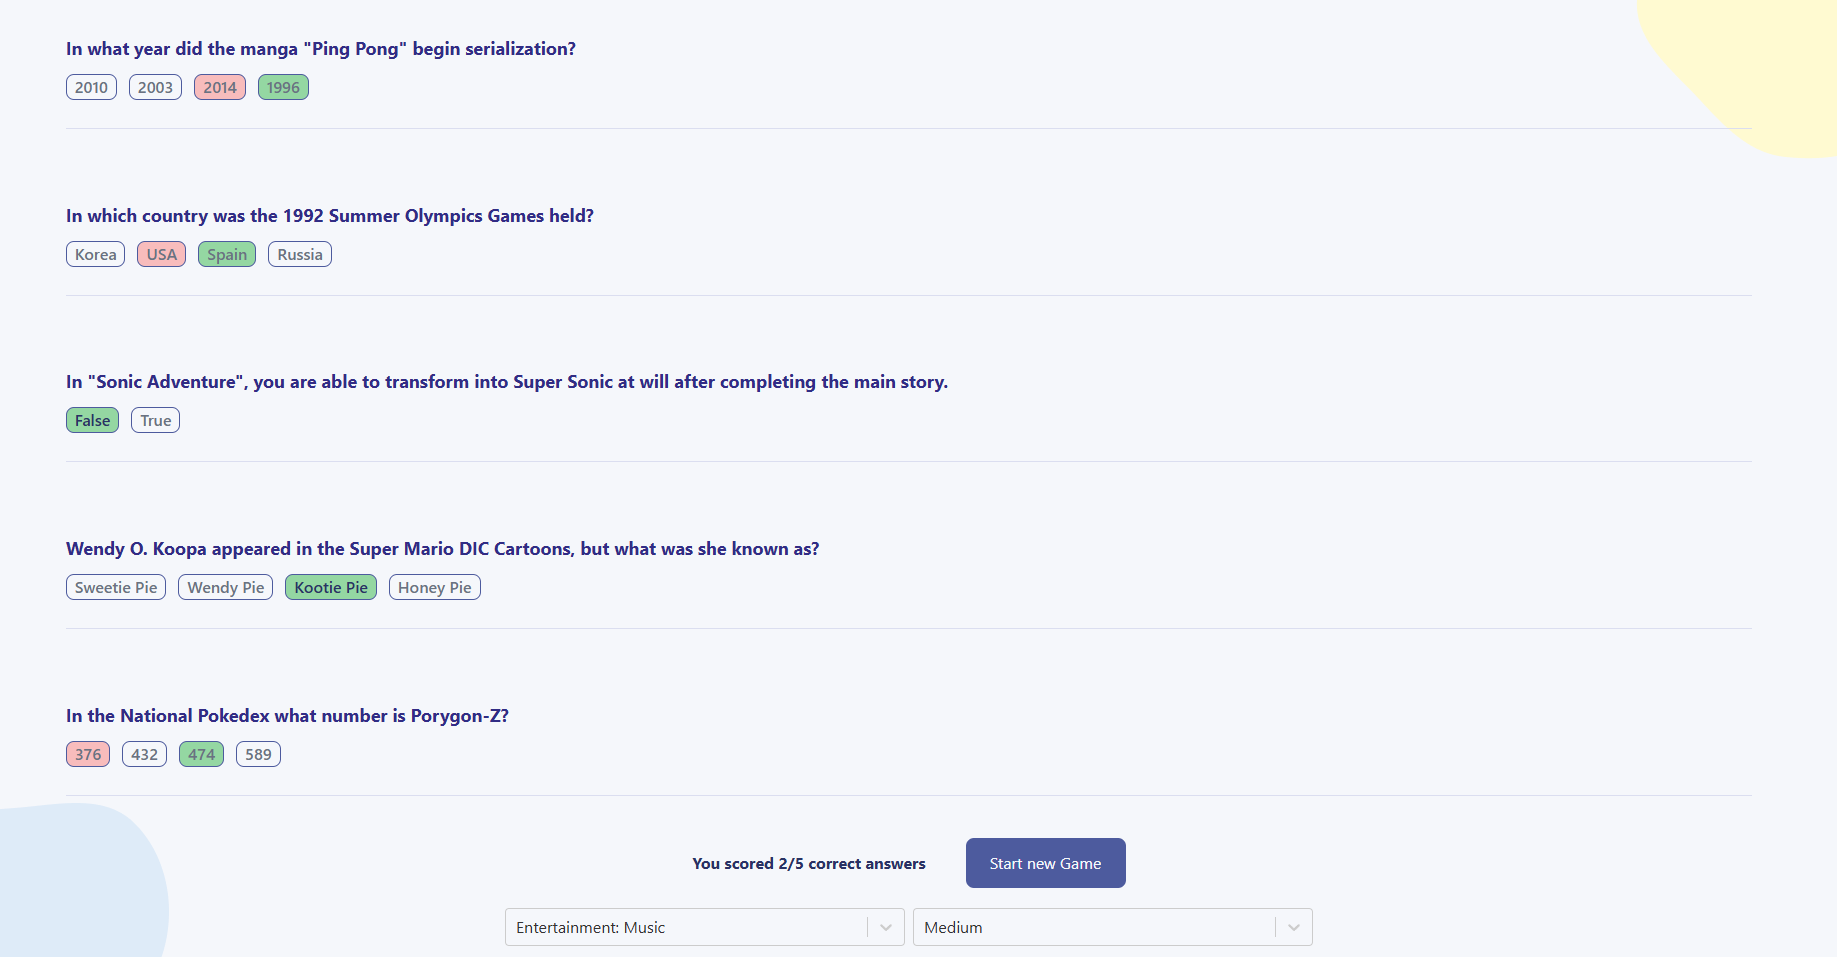 In what year did the manga "Ping Pong" begin serialization?
2010 2003 2014 1996
In which country was the 1992 Summer Olympics Games held?
Korea USA Spain Russia
In "Sonic Adventure", you are able to transform into Super Sonic at will after completing the main story.
False True
Wendy O. Koopa appeared in the Super Mario DIC Cartoons, but what was she known as?
Sweetie Pie Wendy Pie Kootie Pie Honey Pie
In the National Pokedex what number is Porygon-Z?
376 432 474 589
You scored 2/5 correct answers Start new Game
Entertainment: Music Medium